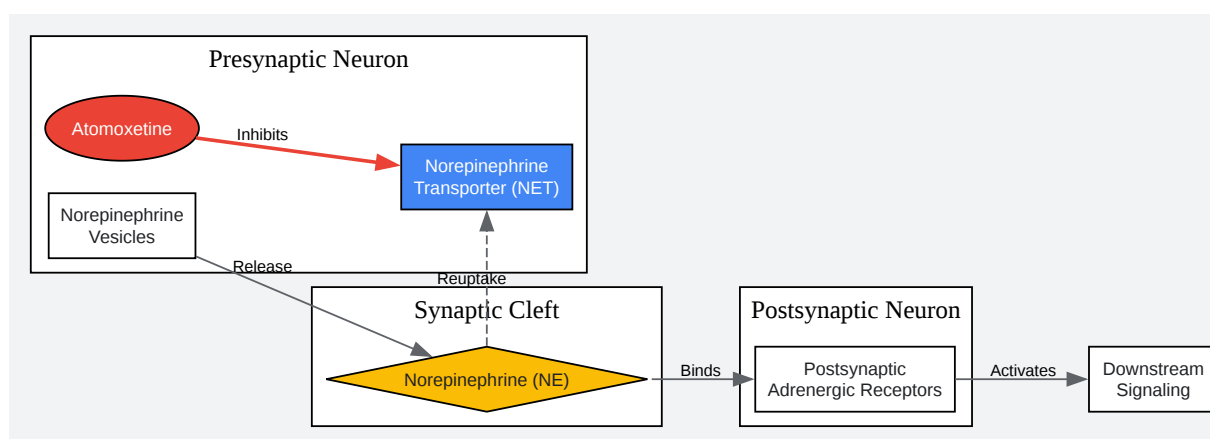 Presynaptic Neuron
Atomoxetine
Inhibits
Norepinephrine
Transporter (NET)
Norepinephrine
Vesicles
Release
Reuptake
Synaptic Cleft
Norepinephrine (NE)
Binds
Postsynaptic Neuron
Postsynaptic
Adrenergic Receptors
Activates
Downstream
Signaling